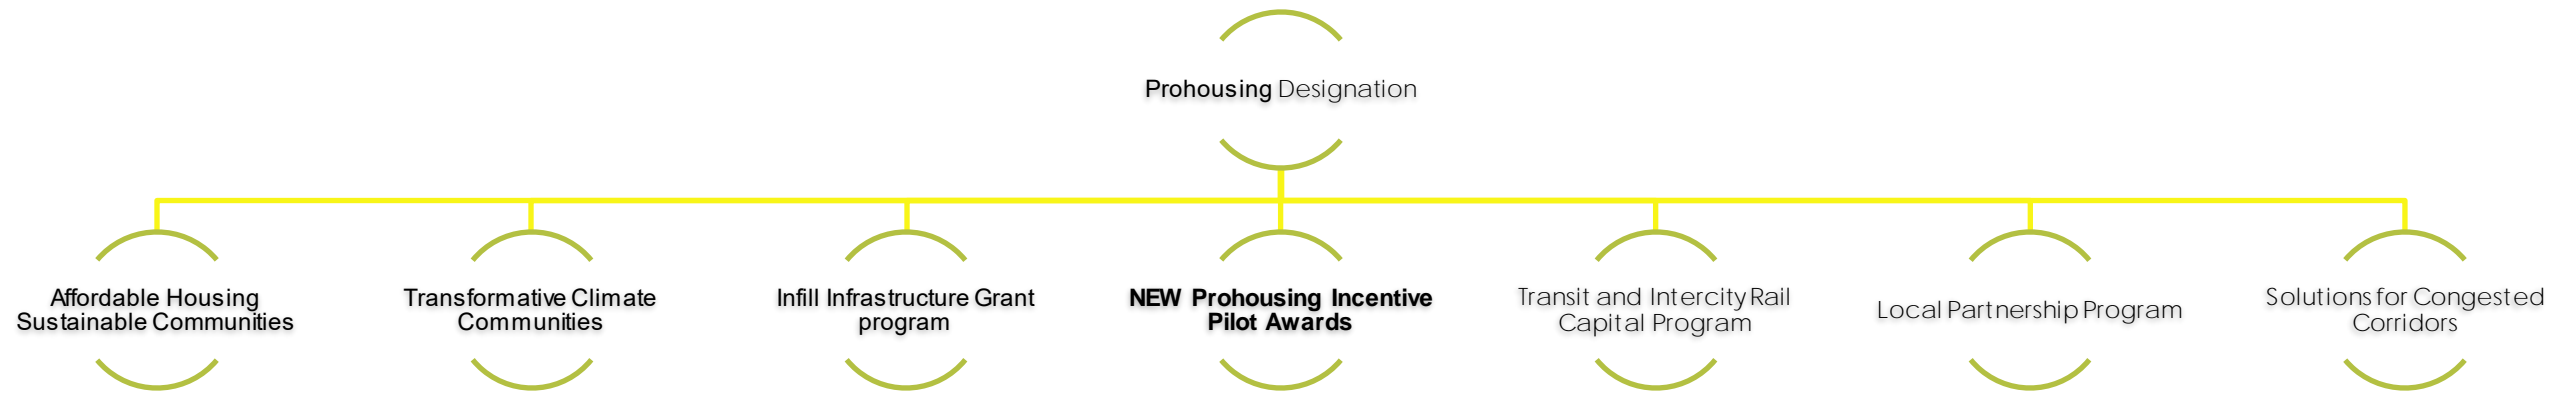 Prohousing Designation
Affordable Housing
Sustainable Communities
Transformative Climate
Communities
Infill Infrastructure Grant
program
NEW Prohousing Incentive
Pilot Awards
Transit and Intercity Rail
Capital Program
Local Partnership Program
Solutions for Congested
Corridors